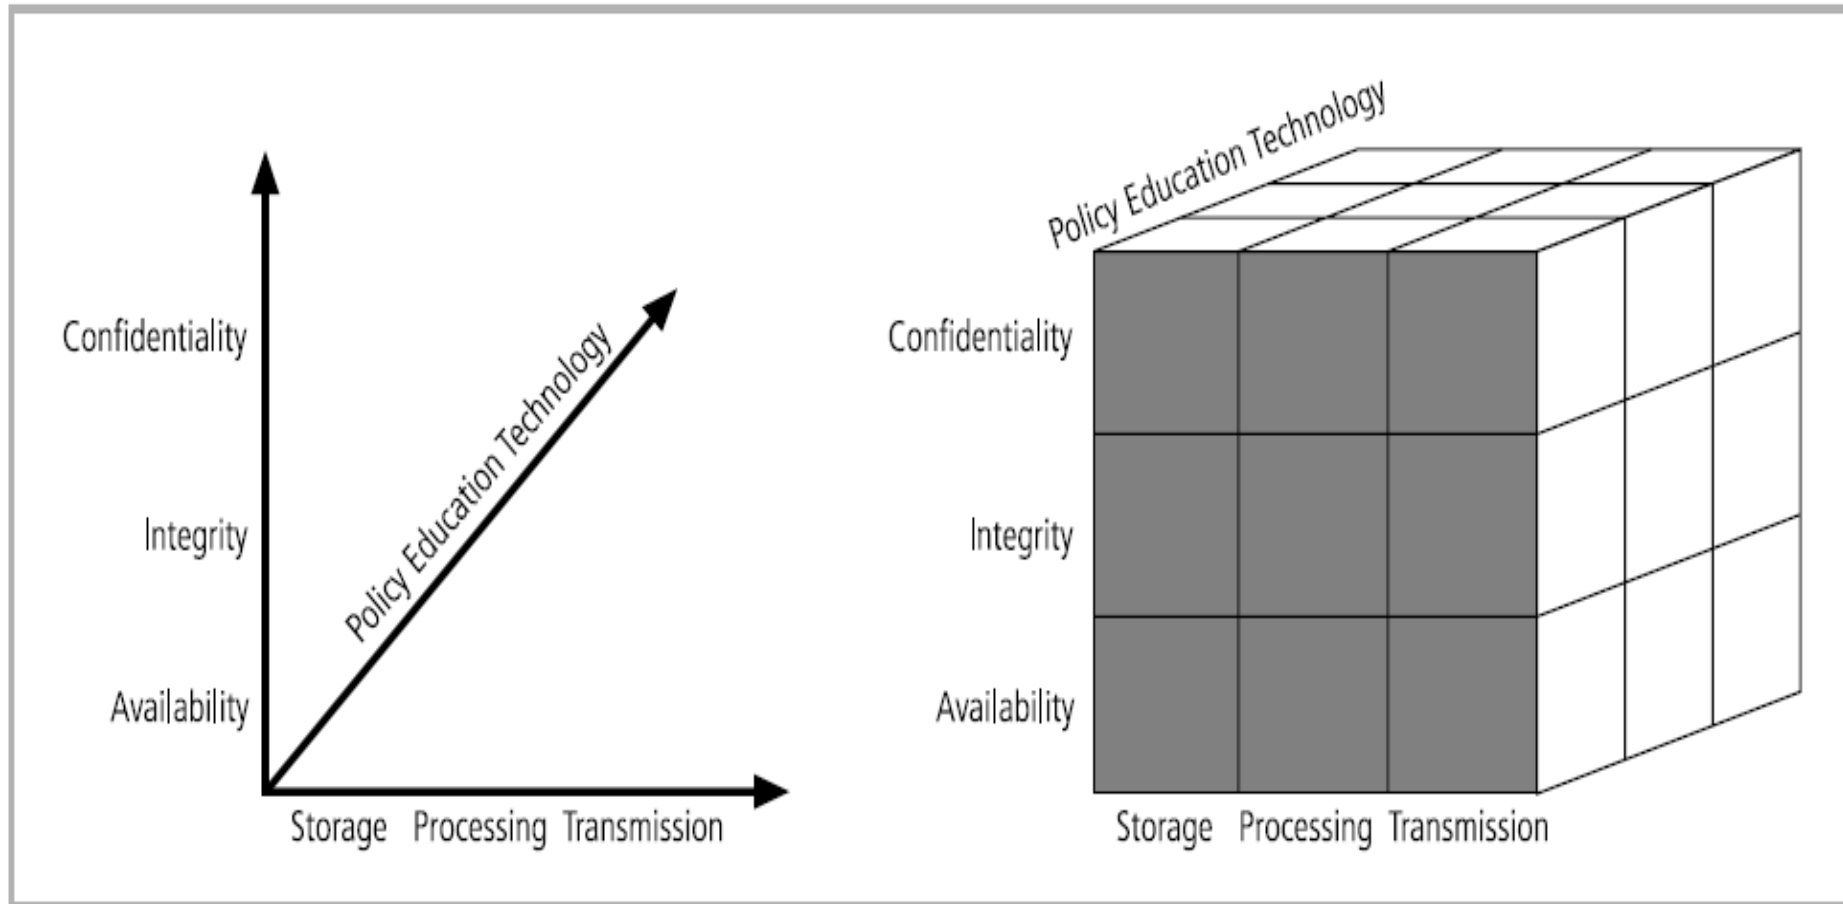 Confidentiality
Integrity
Availability
Policy Education Technology
Storage Processing Transmission
Policy Education Technology
Confidentiality
Integrity
Availability
Storage Processing Transmission